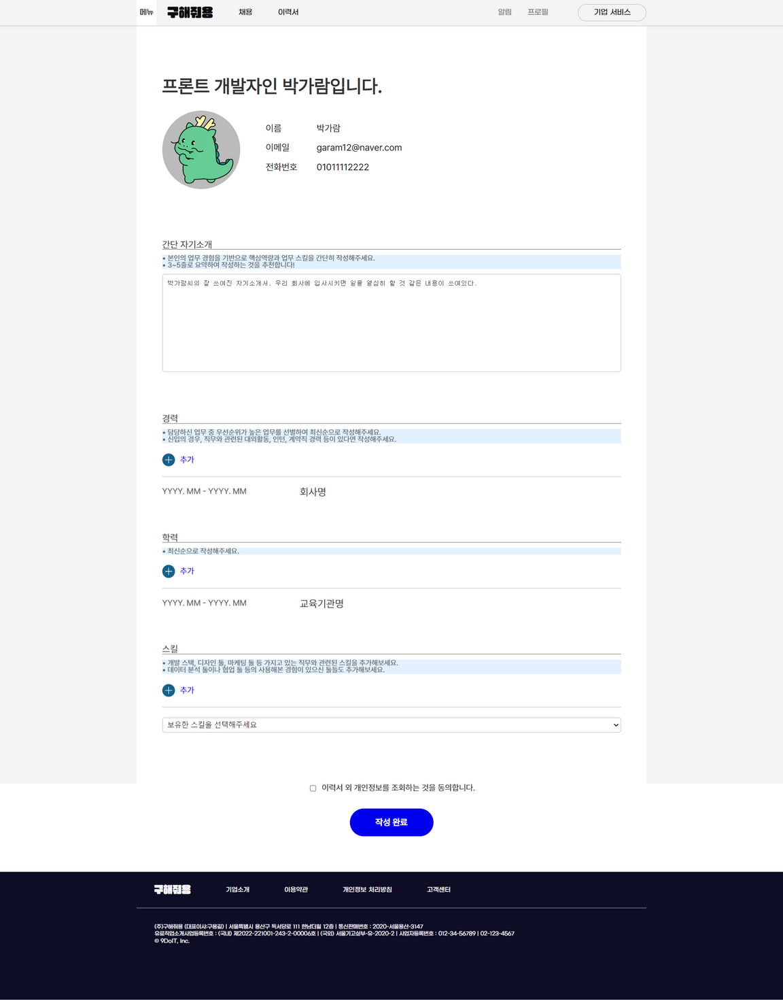 메뉴 구해줘용 채용 이력서 알림 프로필 기업 서비스
프론트 개발자인 박가람입니다.
이름 박가람
이메일 garam12@naver.com
전화번호 01011112222
간단 자기소개
• 본인의 업무 경험을 기반으로 핵심역량과 업무 스킬을 간단히 작성해주세요.
• 3~5줄로 요약하여 작성하는 것을 추천합니다!
박가람씨의 잘 쓰여진 자기소개서. 우리 회사에 입사시키면 일을 열심히 할 것 같은 내용이 쓰여있다.
경력
• 담당하신 업무 중 우선순위가 높은 업무를 선별하여 최신순으로 작성해주세요.
• 신입의 경우, 직무와 관련된 대외활동, 인턴, 계약직 경력 등이 있다면 작성해주세요.
추가
YYYY. MM - YYYY. MM 회사명
학력
• 최신순으로 작성해주세요.
추가
YYYY. MM - YYYY. MM 교육기관명
스킬
• 개발 스택, 디자인 툴, 마케팅 툴 등 가지고 있는 직무와 관련된 스킬을 추가해보세요.
• 데이터 분석 툴이나 협업 툴 등의 사용해본 경험이 있으신 툴들도 추가해보세요.
추가
보유한 스킬을 선택해주세요
이력서 외 개인정보를 조회하는 것을 동의합니다.
작성 완료
구해줘용 기업소개 이용약관 개인정보 처리방침 고객센터
(주)구해줘용 (대표이사:구용길) | 서울특별시 용산구 독서당로 111 한남더힐 12층 | 통신판매번호 : 2020-서울용산-3147
유료직업소개사업등록번호 : (국내) 제2022-221001-243-2-00006호 | (국외) 서울가고싶부-유-2020-2 | 사업자등록번호 : 012-34-56789 | 02-123-4567
© 9DoIT, Inc.